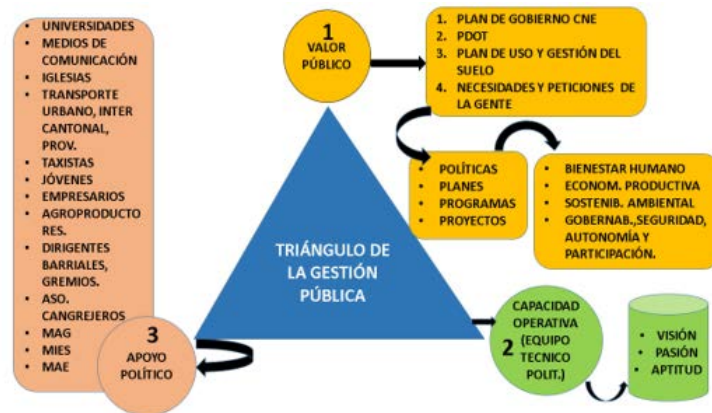 • UNIVERSIDADES
• MEDIOS DE
COMUNICACIÓN
• IGLESIAS
• TRANSPORTE
URBANO, INTER
CANTONAL,
PROV.
• TAXISTAS
• JÓVENES
• EMPRESARIOS
• AGROPRODUCTO
RES.
• DIRIGENTES
BARRIALES,
GREMIOS.
• ASO.
CANGREJEROS
• MAG
• MIES
• MAE
1
VALOR
PÚBLICO
1. PLAN DE GOBIERNO CNE
2. PDOT
3. PLAN DE USO Y GESTIÓN DEL
SUELO
4. NECESIDADES Y PETICIONES DE
LA GENTE
• POLÍTICAS
• PLANES
• PROGRAMAS
• PROYECTOS
• BIENESTAR HUMANO
• ECONOM. PRODUCTIVA
• SOSTENIB. AMBIENTAL
• GOBERNAB.,SEGURIDAD,
AUTONOMÍA Y
PARTICIPACIÓN.
TRIÁNGULO DE
LA GESTIÓN
PÚBLICA
CAPACIDAD
OPERATIVA
(EQUIPO
2 TECNICO
POLIT.)
• VISIÓN
• PASIÓN
• APTITUD
3
APOYO
POLÍTICO